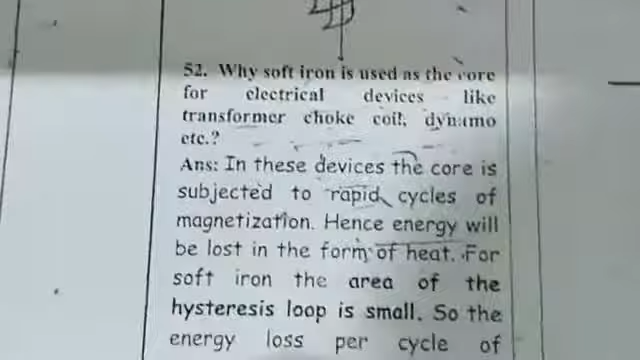 52. Why soft iron is used as the core
for electrical devices like
transformer choke coil, dynamo
etc.?
Ans: In these devices the core is
subjected to rapid cycles of
magnetization. Hence energy will
be lost in the form of heat. For
soft iron the area of the
hysteresis loop is small. So the
energy loss per cycle of